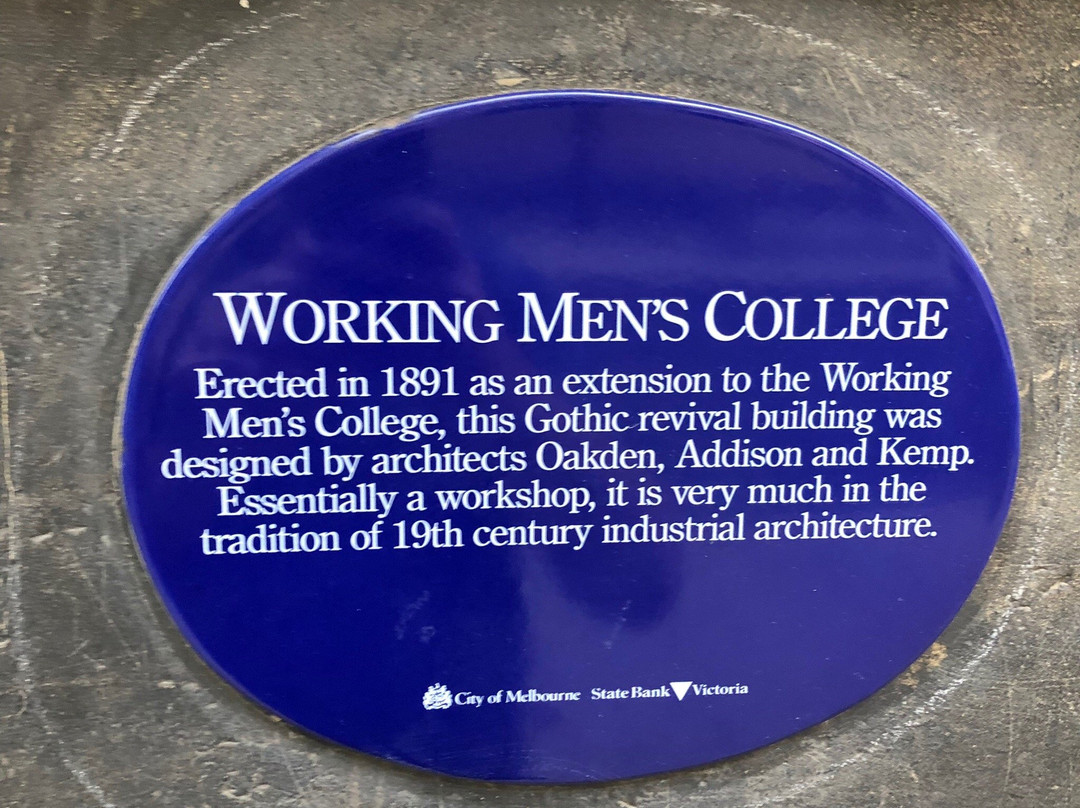 WORKING MEN'S COLLEGE
Erected in 1891 as an extension to the Working
Men's College, this Gothic revival building was
designed by architects Oakden, Addison and Kemp.
Essentially a workshop, it is very much in the
tradition of 19th century industrial architecture.
City of Melbourne State Bank Victoria